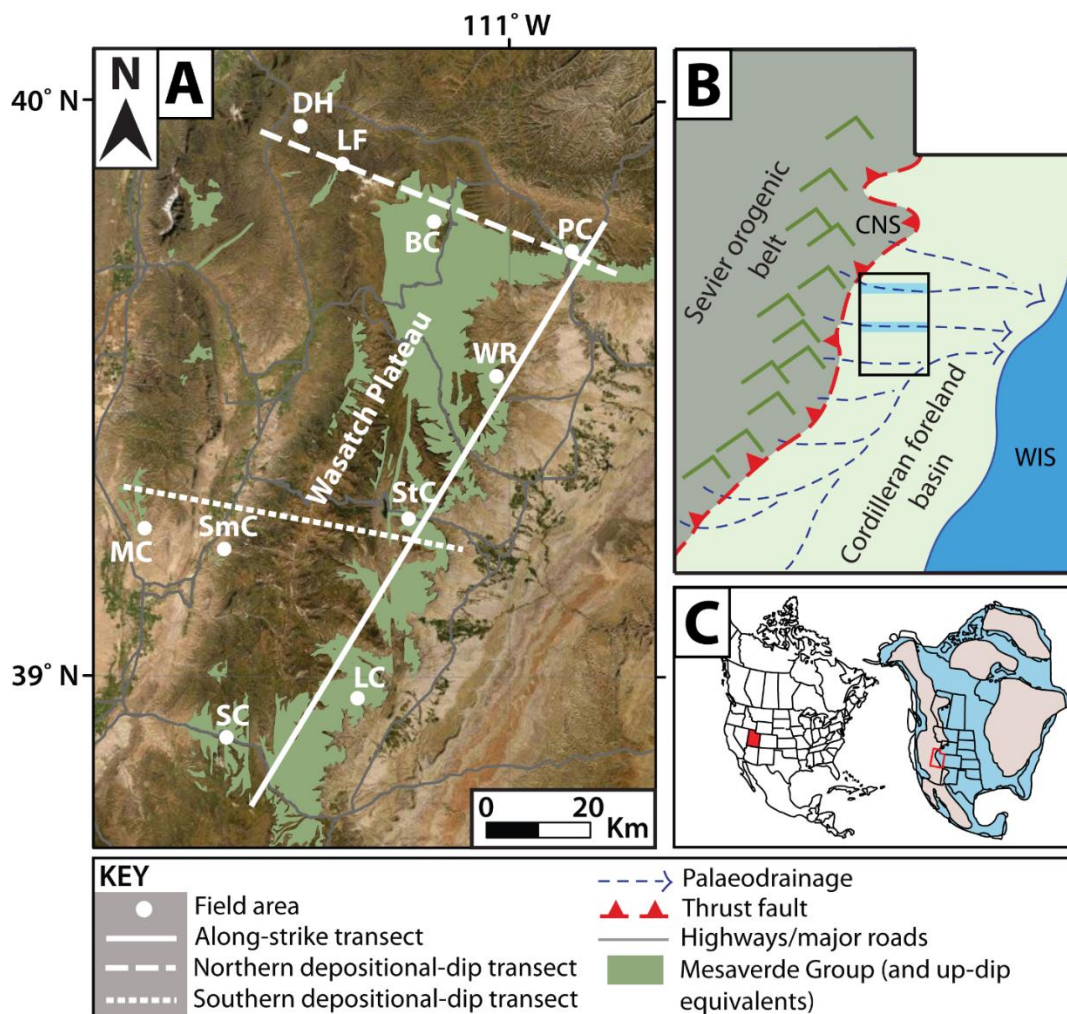 111° W
40° N
39° N
N
A
DH
LF
BC
PC
WR
Wasatch Plateau
StC
SmC
MC
LC
SC
0 20
Km
B
Sevier orogenic
belt
CNS
Cordilleran foreland
basin
WIS
C
KEY
Field area
Along-strike transect
Northern depositional-dip transect
Southern depositional-dip transect
Palaeodrainage
Thrust fault
Highways/major roads
Mesaverde Group (and up-dip
equivalents)